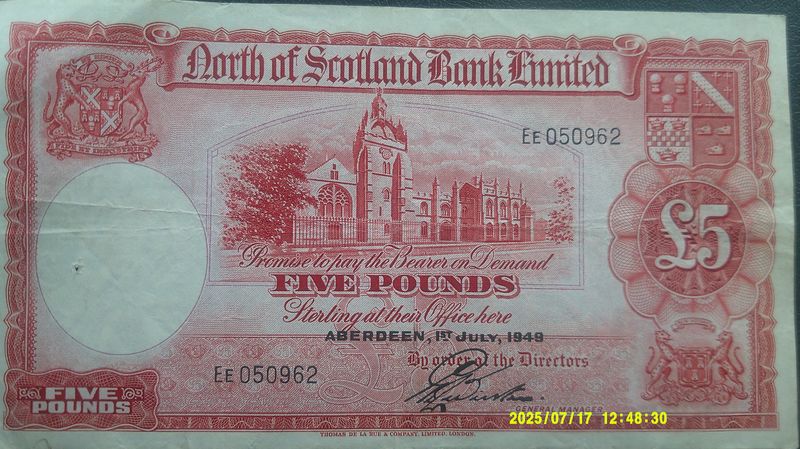 North of Scotland Bank Limited
EE 050962
£5
Promise to pay the Bearer on Demand
FIVE POUNDS
Sterling at their Office here
ABERDEEN, 1ST JULY, 1949
By order of the Directors
EE 050962
GENERAL MANAGER
FIVE
POUNDS
THOMAS DE LA RUE & COMPANY, LIMITED, LONDON.
2025/07/17 12:48:30